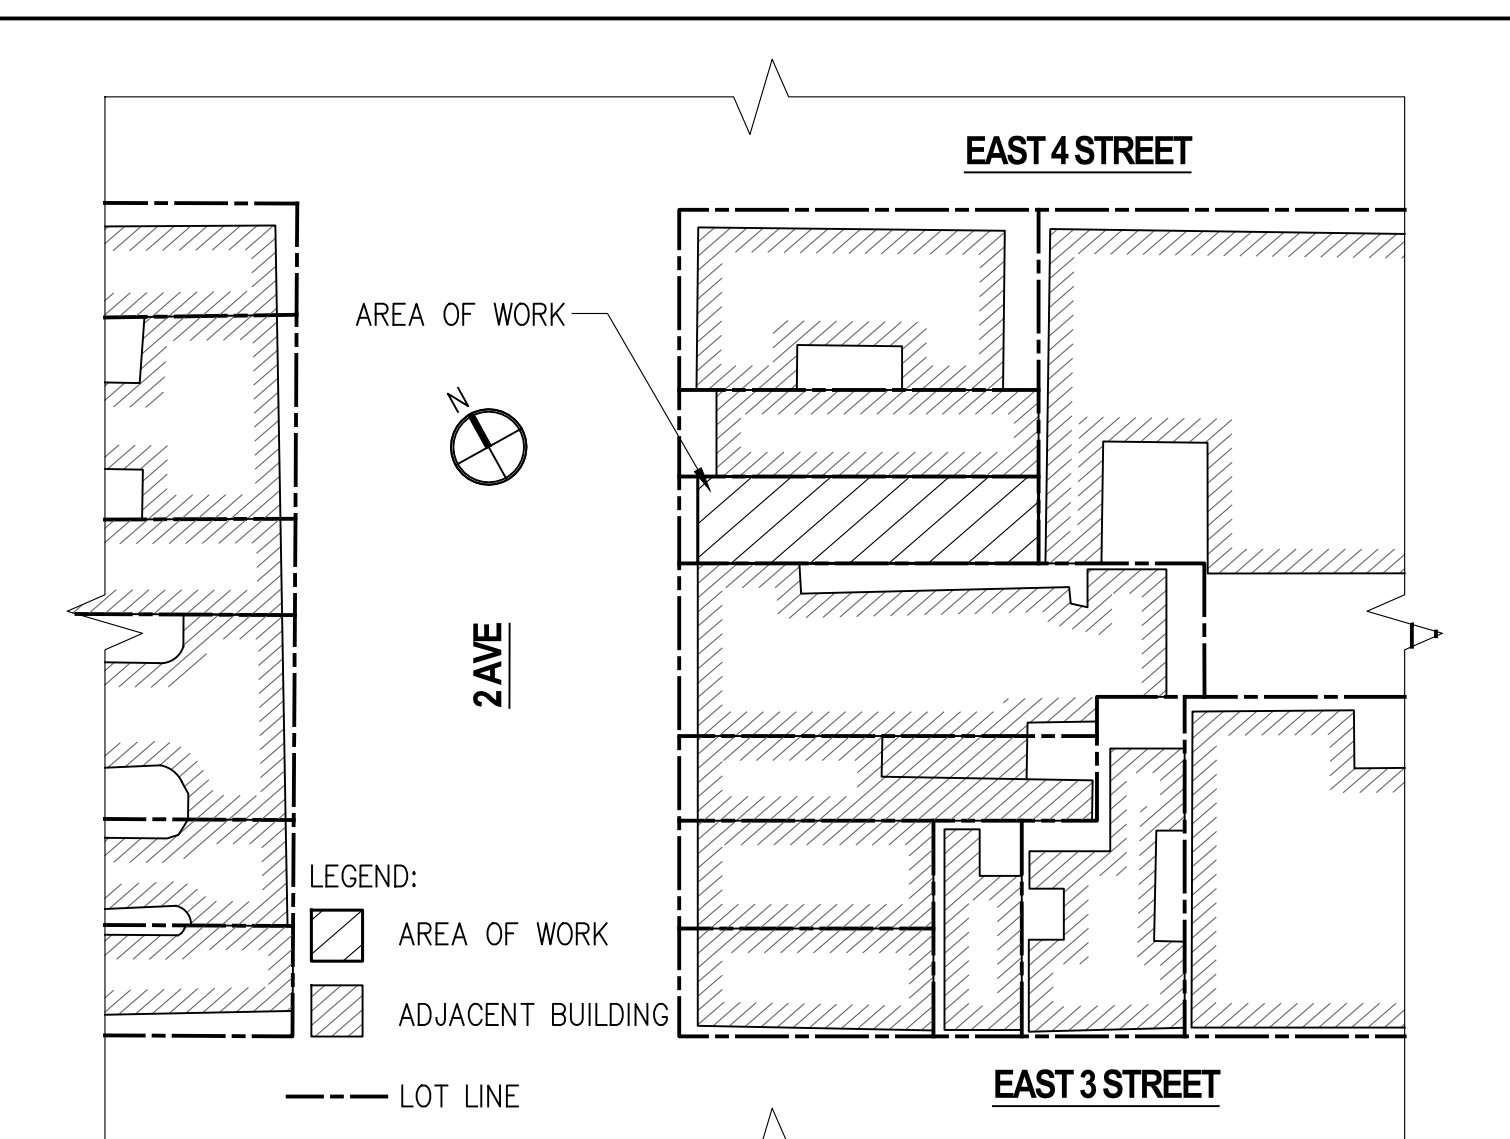 EAST 4 STREET
AREA OF WORK
N
2 AVE
LEGEND:
AREA OF WORK
ADJACENT BUILDING
LOT LINE
EAST 3 STREET